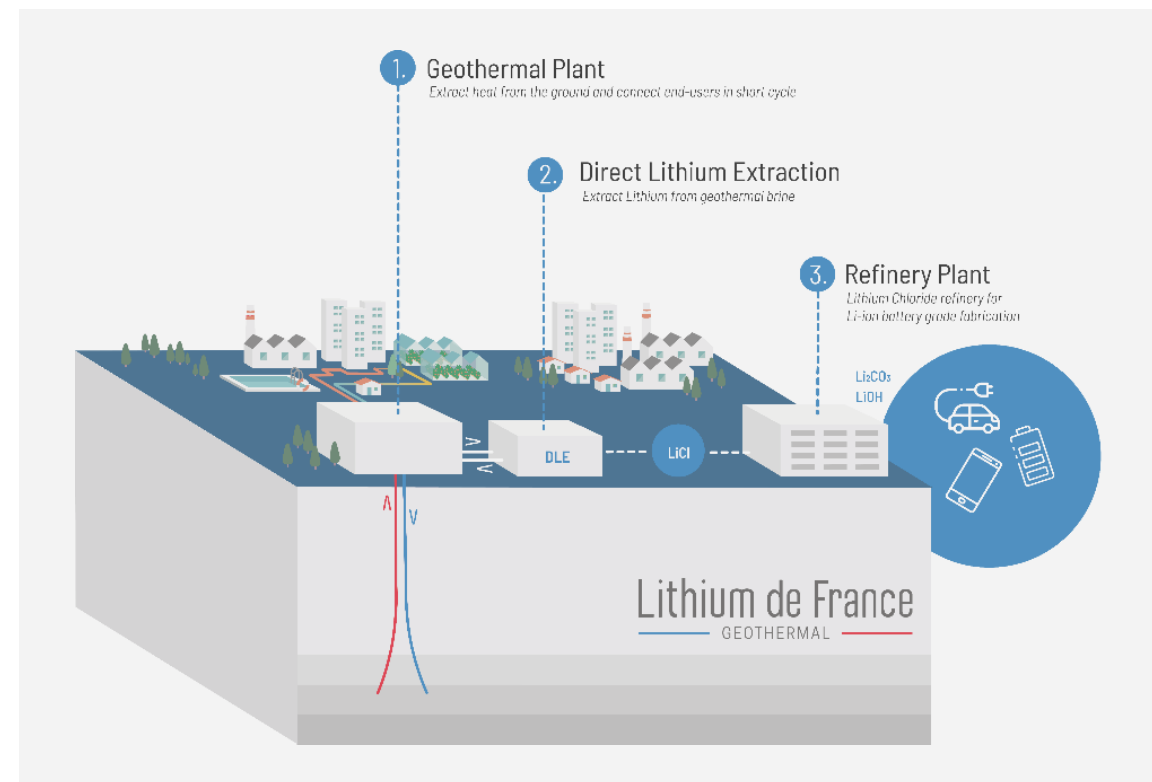 1. Geothermal Plant
Extract heat from the ground and connect end-users in short cycle
2. Direct Lithium Extraction
Extract Lithium from geothermal brine
3. Refinery Plant
Lithium Chloride refinery for
Li-ion battery grade fabrication
Li₂CO₃
LiOH
DLE
LiCl
Lithium de France
GEOTHERMAL